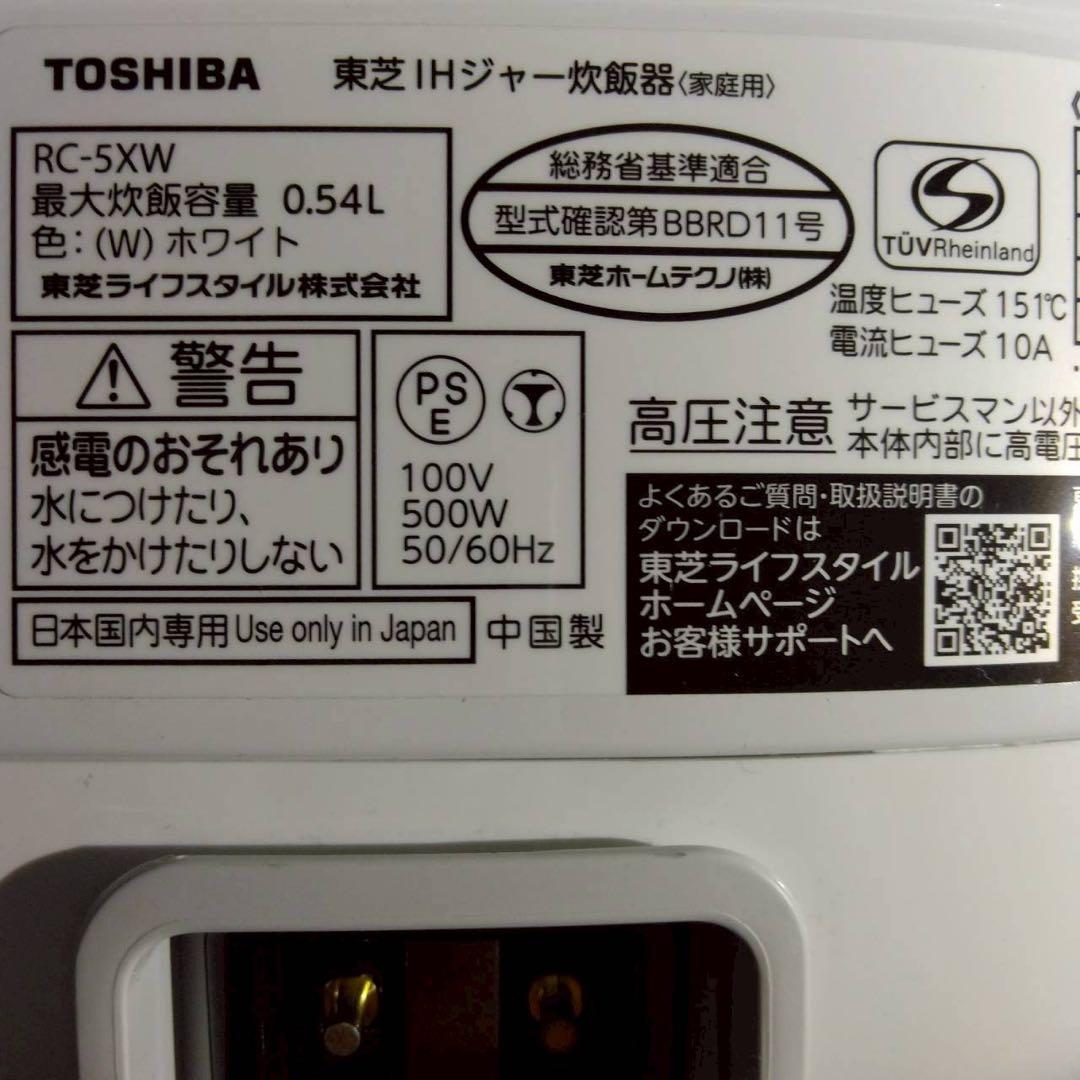 TOSHIBA 東芝IHジャー炊飯器〈家庭用〉
RC-5XW
最大炊飯容量 0.54L
色：(W) ホワイト
東芝ライフスタイル株式会社
総務省基準適合
型式確認第BBRD11号
東芝ホームテクノ(株)
TÜVRheinland
温度ヒューズ151℃
電流ヒューズ10A
警告
感電のおそれあり
水につけたり、
水をかけたりしない
PS
E
100V
500W
50/60Hz
高圧注意
サービスマン以外
本体内部に高電圧
よくあるご質問・取扱説明書の
ダウンロードは
東芝ライフスタイル
ホームページ
お客様サポートへ
日本国内専用 Use only in Japan
中国製